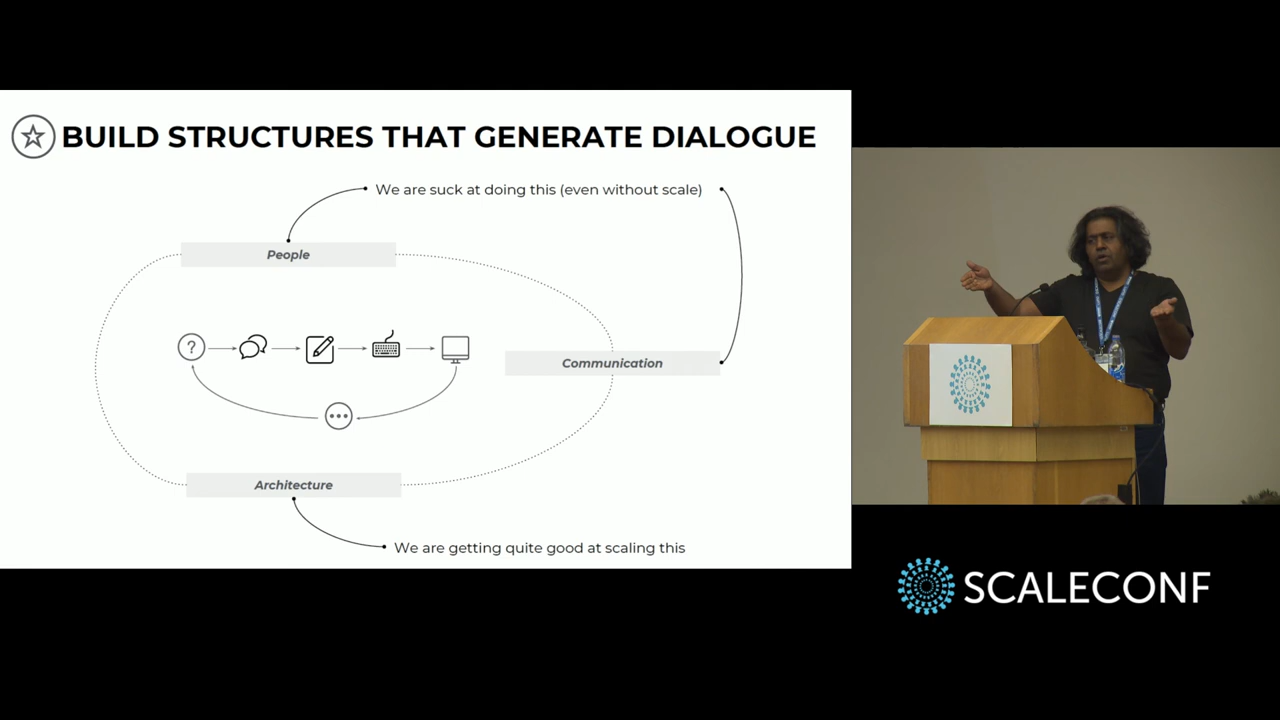 BUILD STRUCTURES THAT GENERATE DIALOGUE
We are suck at doing this (even without scale)
People
?
Communication
Architecture
We are getting quite good at scaling this
SCALECONF